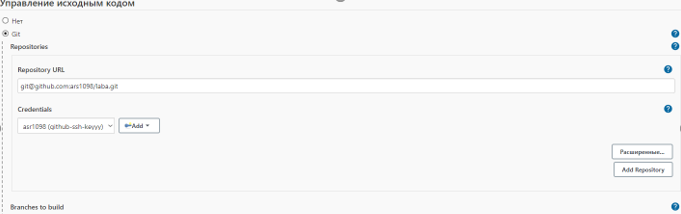 Управление исходным кодом
Нет
Git
Repositories
Repository URL
git@github.com:ars1098/laba.git
Credentials
asr1098 (github-ssh-keyyy)
Add
Расширенные...
Add Repository
Branches to build